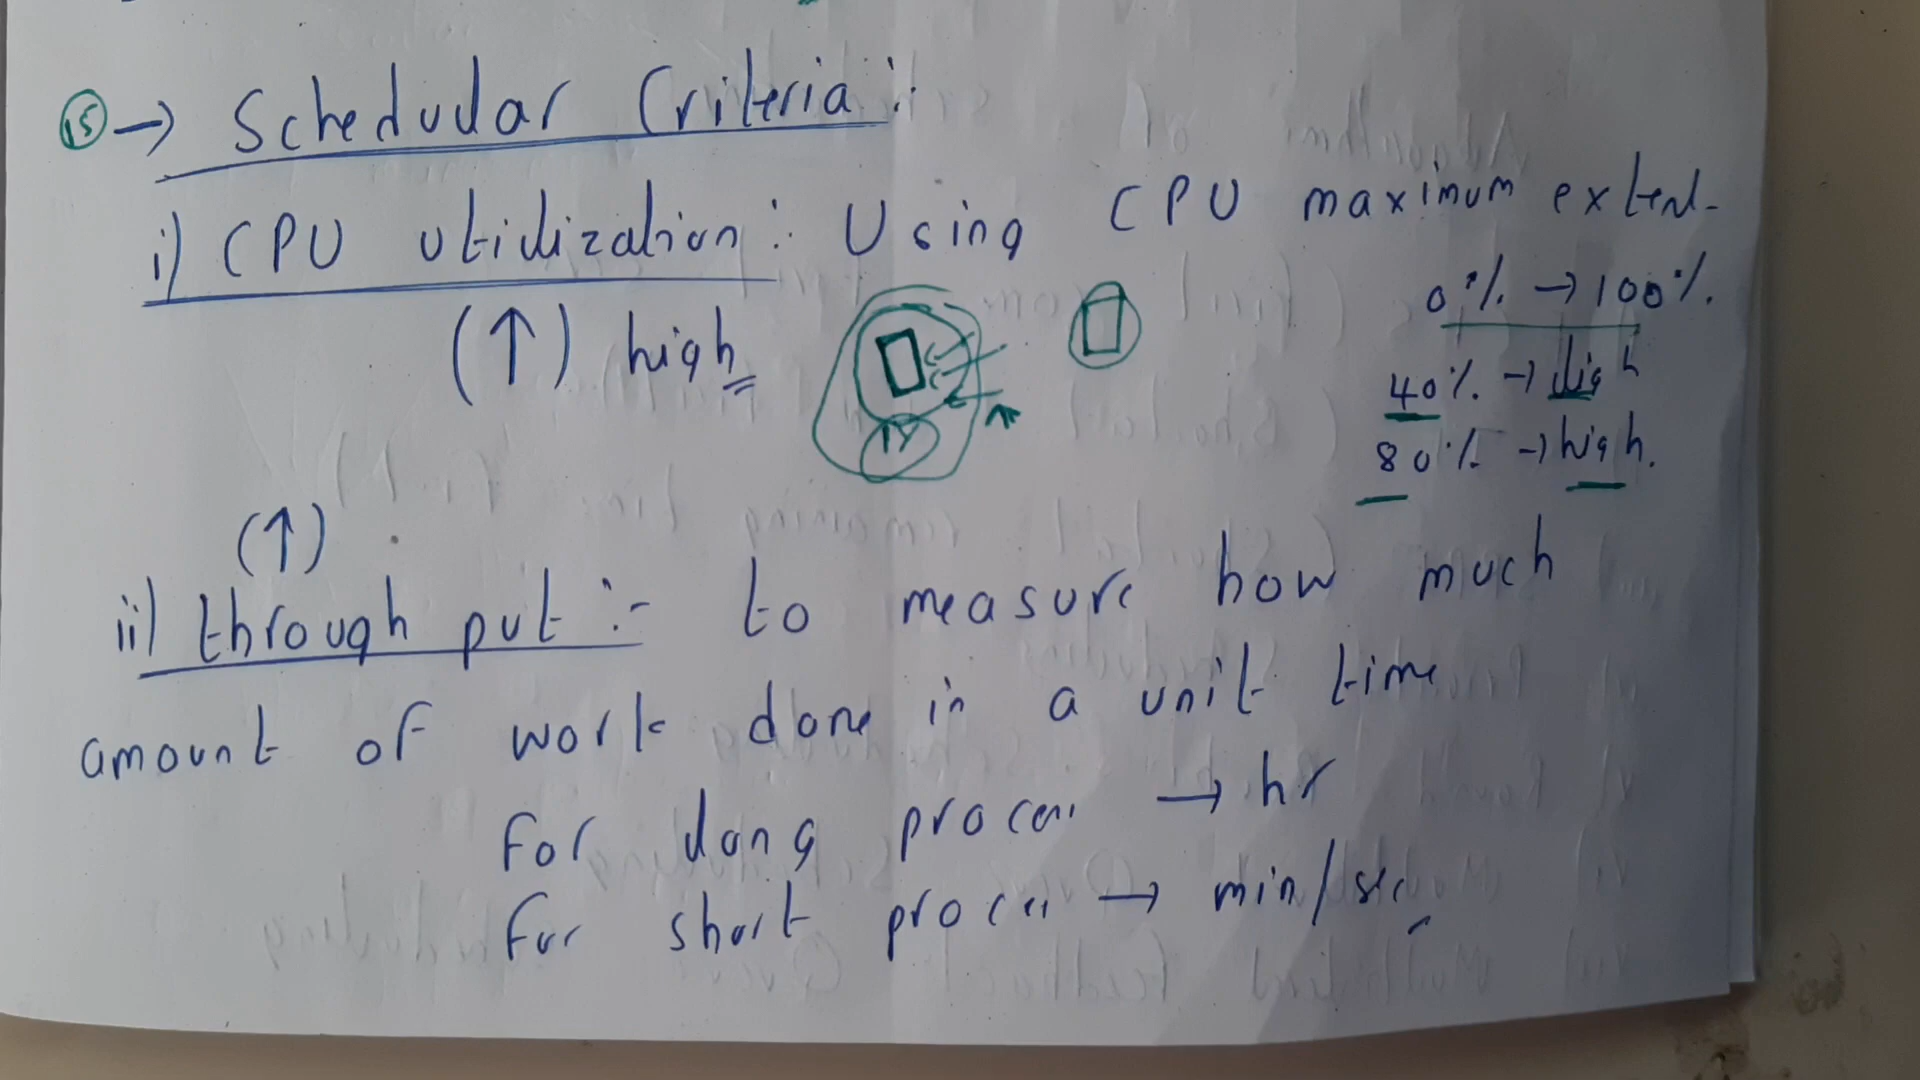 15 → Schedular Criteria :
i) CPU utilization : Using CPU maximum extent
0% → 100%.
(↑) high
40% → ligh
80% → high.
(↑)
ii) through put :- to measure how much
amount of work done in a unit time
for long process → hr
for short process → min/sec